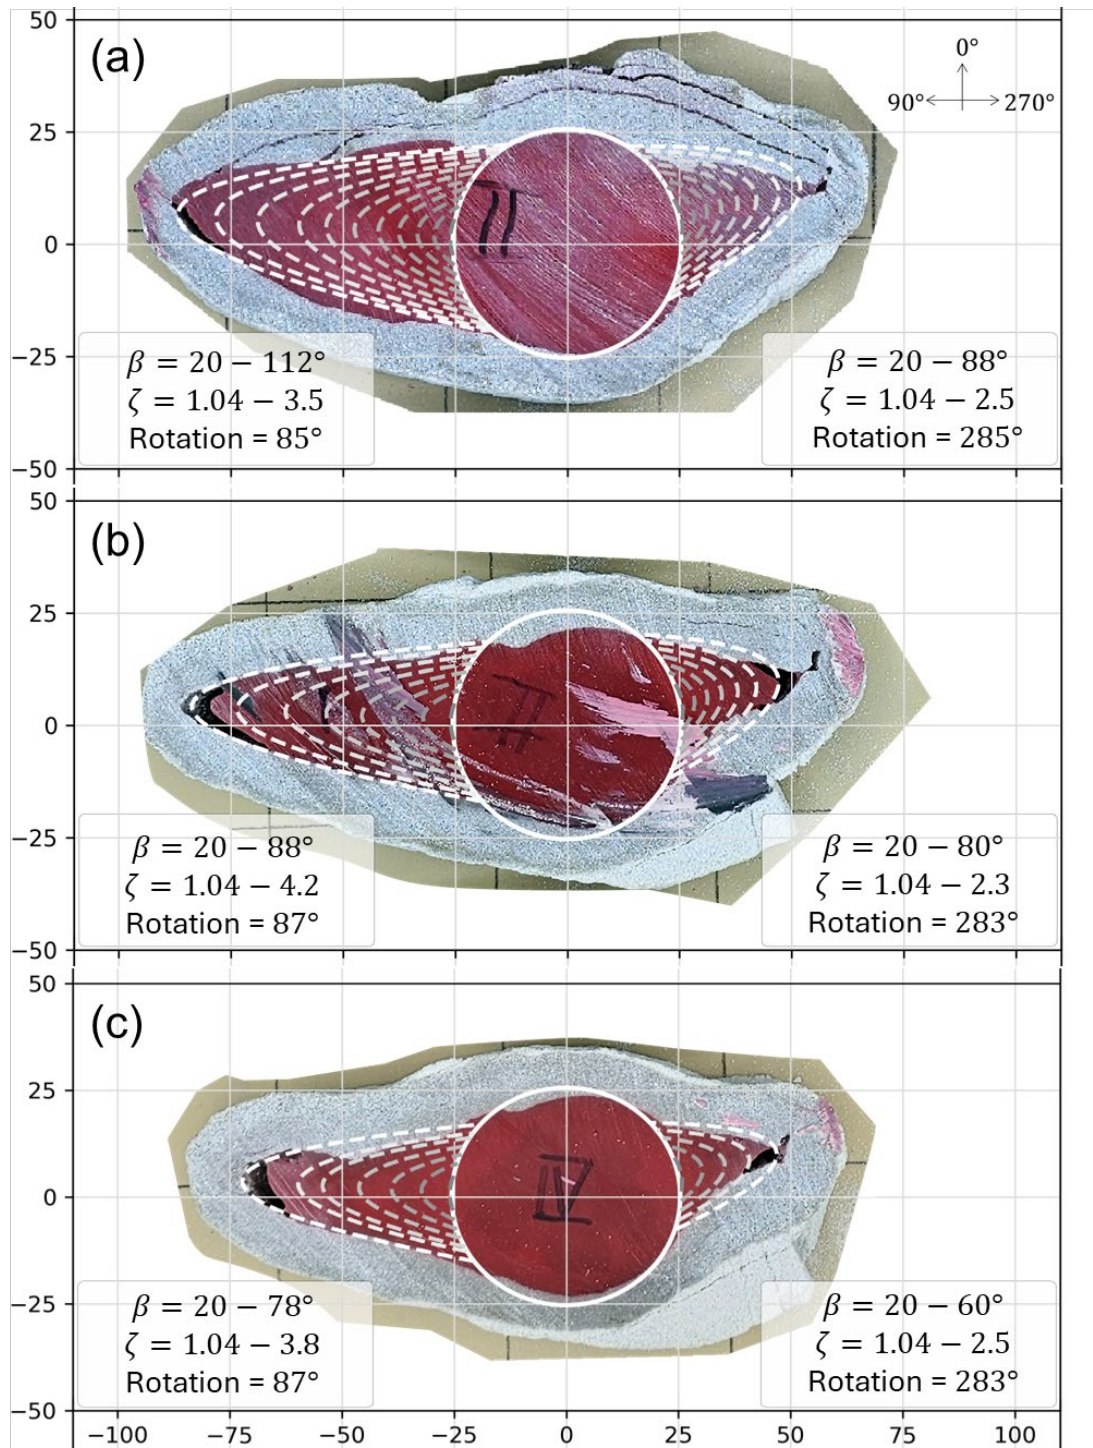 50
(a)
0°
90°
270°
25
0
−25
β = 20 − 112°
ζ = 1.04 − 3.5
Rotation = 85°
β = 20 − 88°
ζ = 1.04 − 2.5
Rotation = 285°
−50
50
(b)
25
0
−25
β = 20 − 88°
ζ = 1.04 − 4.2
Rotation = 87°
β = 20 − 80°
ζ = 1.04 − 2.3
Rotation = 283°
−50
50
(c)
25
0
IV
−25
β = 20 − 78°
ζ = 1.04 − 3.8
Rotation = 87°
β = 20 − 60°
ζ = 1.04 − 2.5
Rotation = 283°
−50
−100 −75 −50 −25 0 25 50 75 100